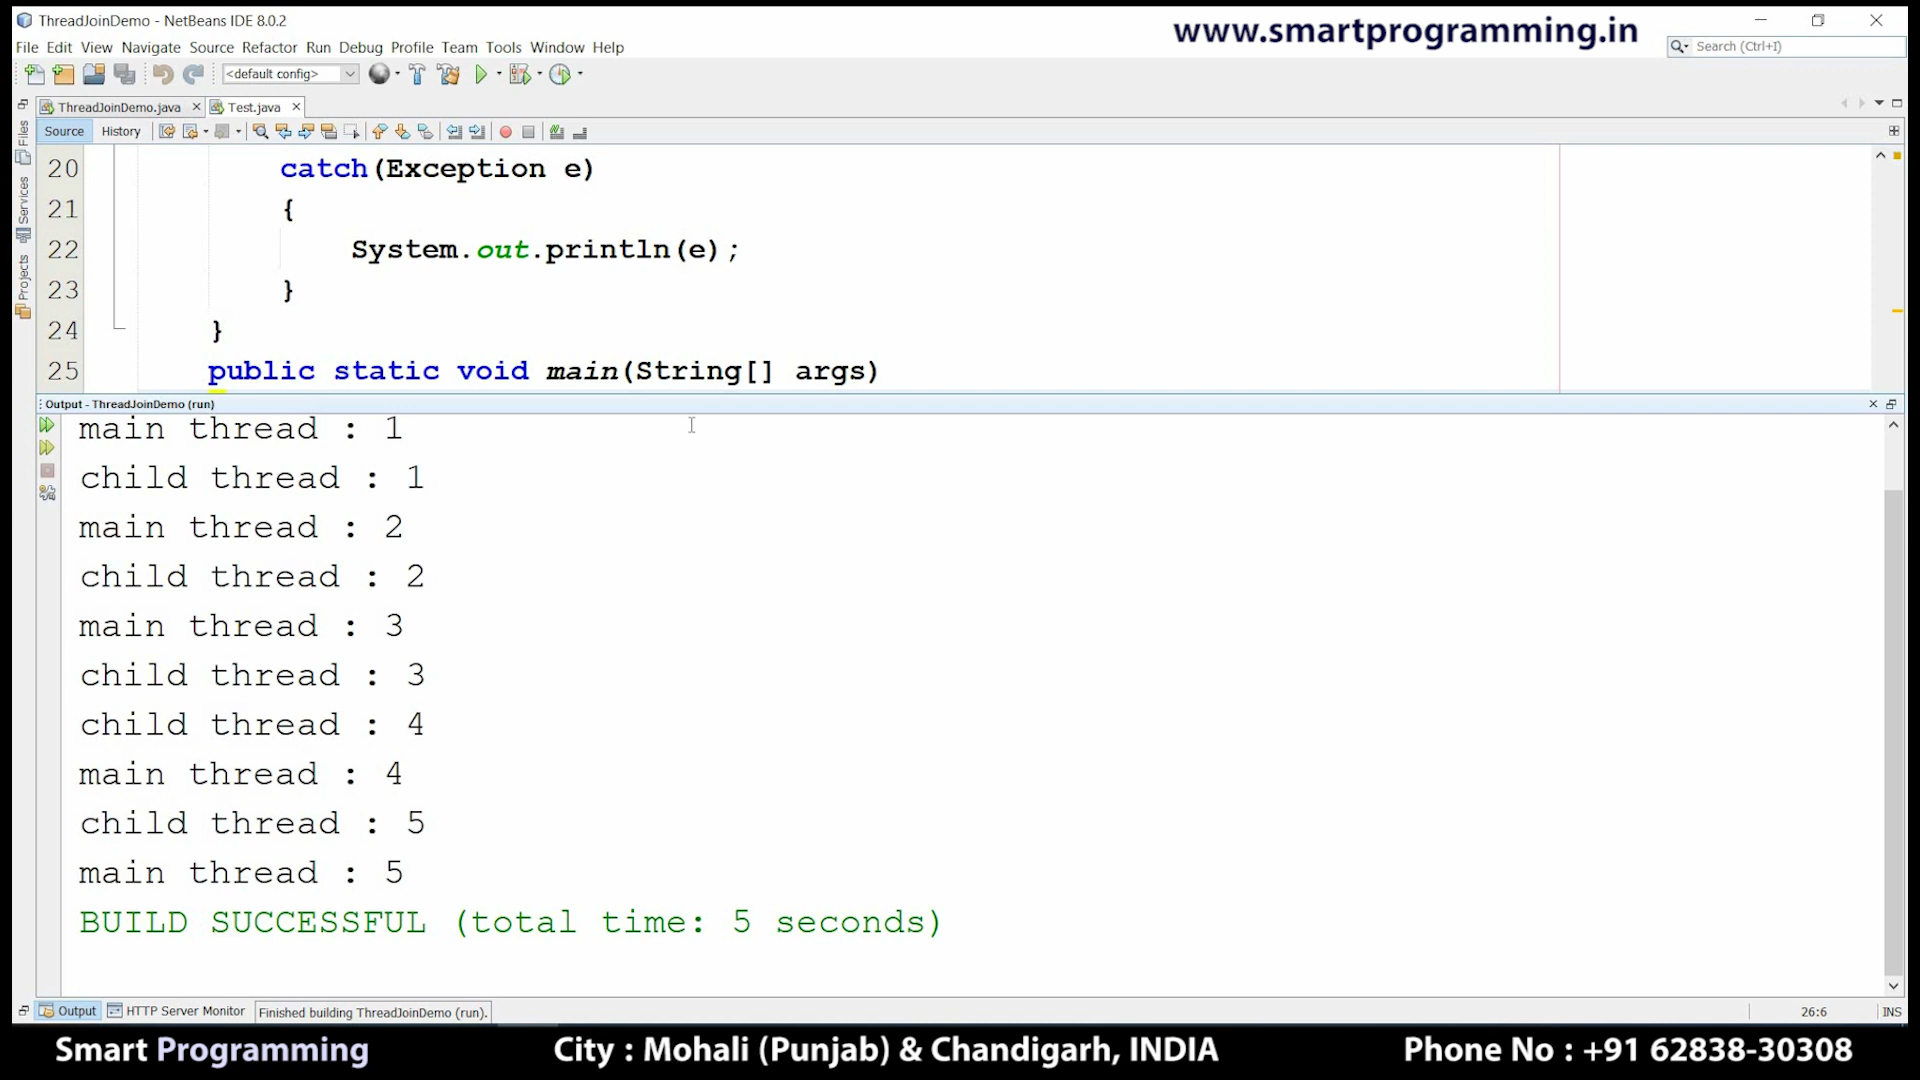 ThreadJoinDemo - NetBeans IDE 8.0.2
www.smartprogramming.in
File Edit View Navigate Source Refactor Run Debug Profile Team Tools Window Help
Search (Ctrl+I)
<default config>
ThreadJoinDemo.java
Test.java
Source History
Files
Services
Projects
20 catch(Exception e)
21 {
22 System.out.println(e);
23 }
24 }
25 public static void main(String[] args)
Output - ThreadJoinDemo (run)
main thread : 1
child thread : 1
main thread : 2
child thread : 2
main thread : 3
child thread : 3
child thread : 4
main thread : 4
child thread : 5
main thread : 5
BUILD SUCCESSFUL (total time: 5 seconds)
Output HTTP Server Monitor Finished building ThreadJoinDemo (run). 26:6 INS
Smart Programming City : Mohali (Punjab) & Chandigarh, INDIA Phone No : +91 62838-30308